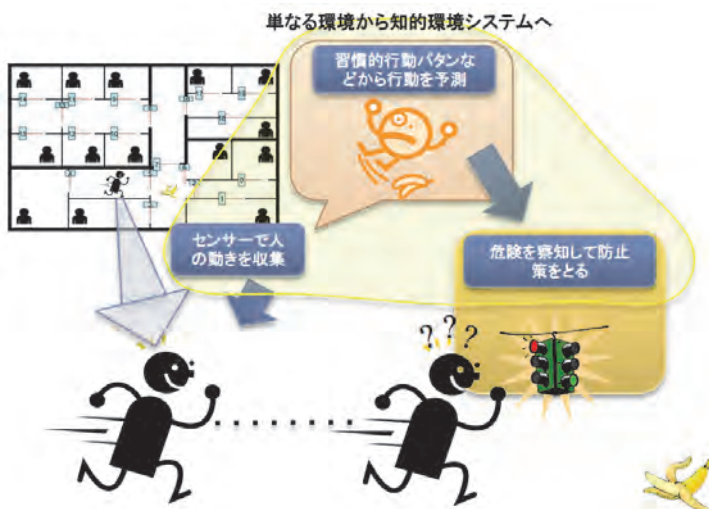 単なる環境から知的環境システムへ
習慣的行動パタンな
どから行動を予測
センサーで人
の動きを収集
危険を察知して防止
策をとる
? ? ?